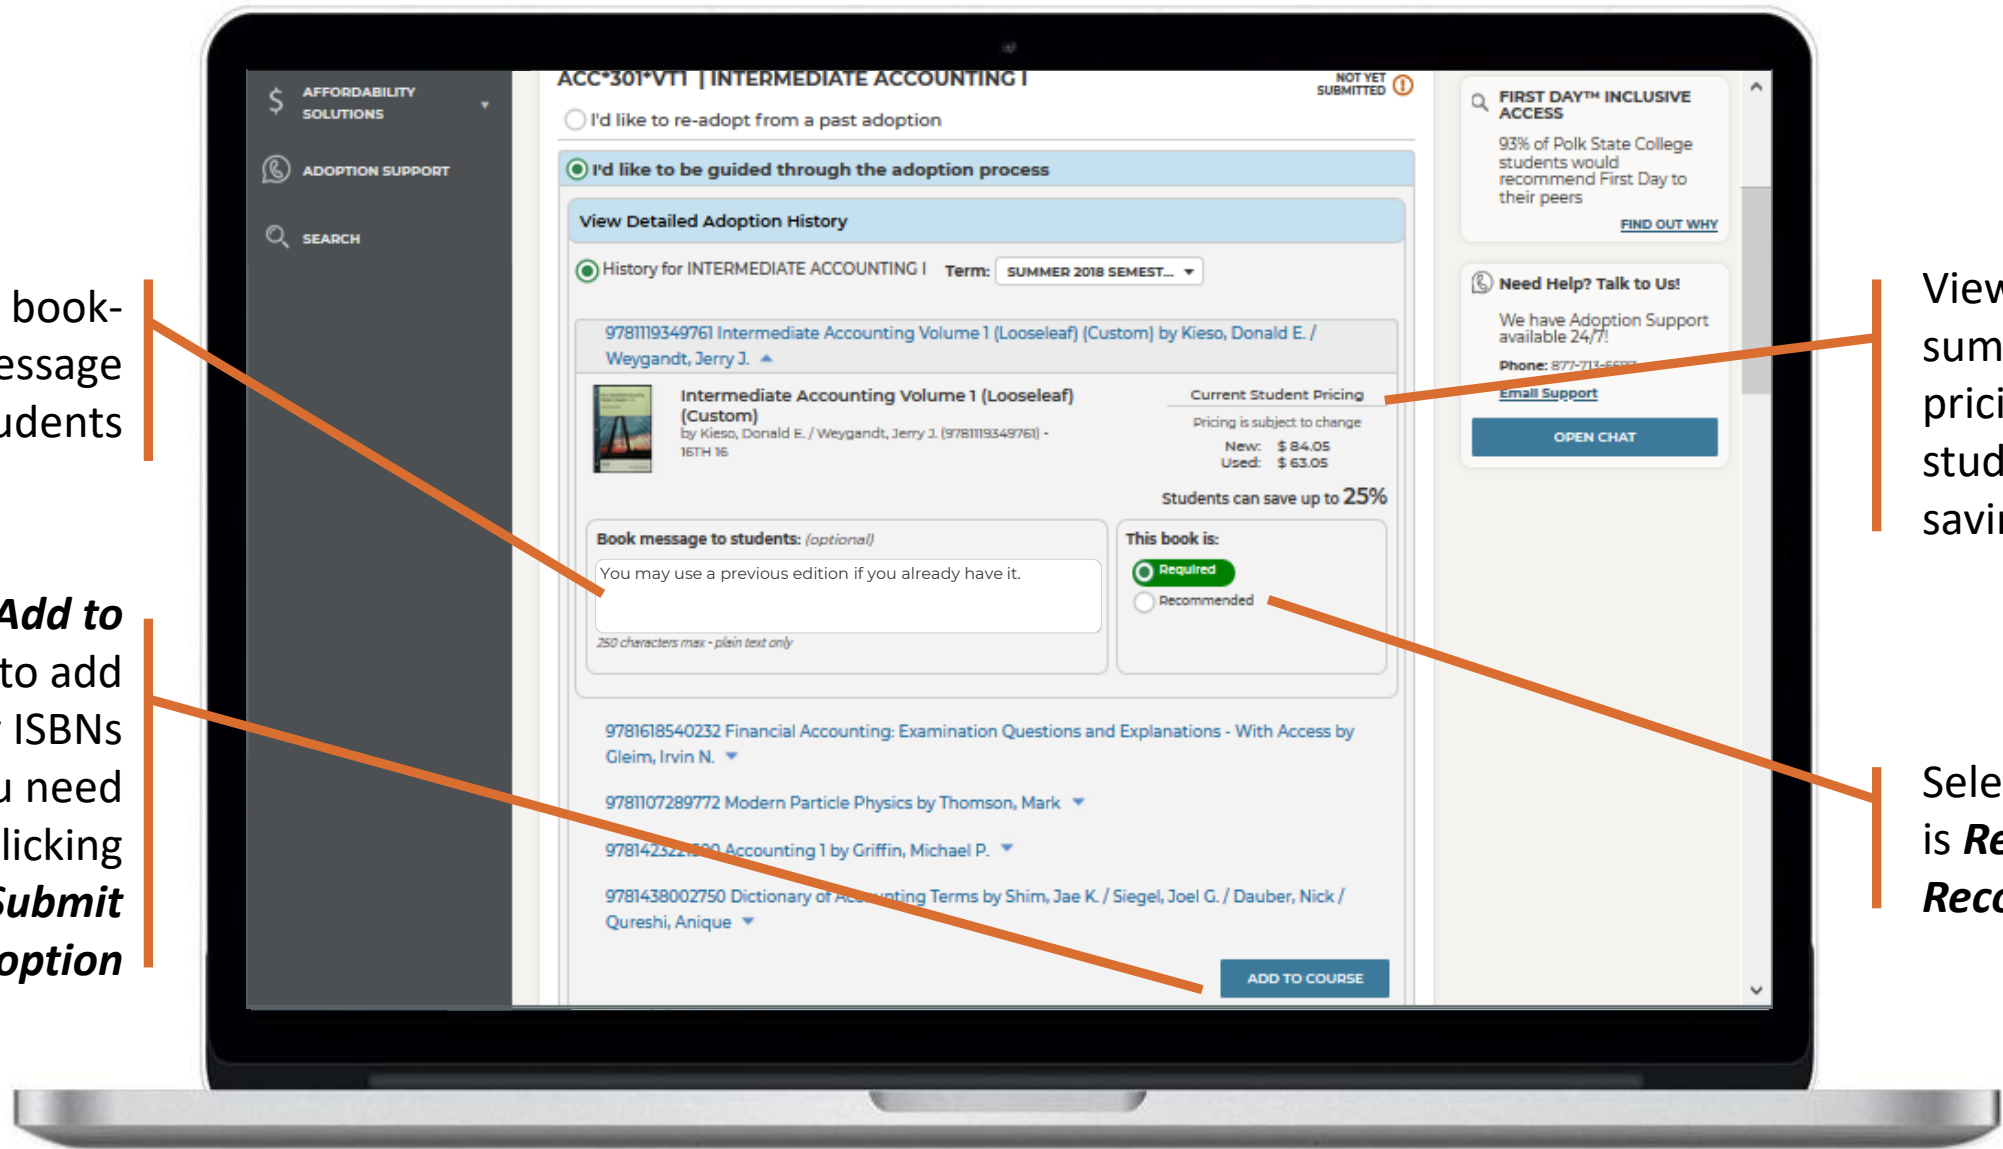 book-
essage
udents
Add to
to add
ISBNs
u need
licking
Submit
option
AFFORDABILITY
SOLUTIONS
ADOPTION SUPPORT
SEARCH
ACC*301*VT1 | INTERMEDIATE ACCOUNTING I
NOT YET
SUBMITTED
I'd like to re-adopt from a past adoption
I'd like to be guided through the adoption process
View Detailed Adoption History
History for INTERMEDIATE ACCOUNTING I Term: SUMMER 2018 SEMEST...
9781119349761 Intermediate Accounting Volume 1 (Looseleaf) (Custom) by Kieso, Donald E. /
Weygandt, Jerry J.
Intermediate Accounting Volume 1 (Looseleaf)
(Custom)
by Kieso, Donald E. / Weygandt, Jerry J. (9781119349761) -
16TH 16
Current Student Pricing
Pricing is subject to change
New: $ 84.05
Used: $ 63.05
Students can save up to 25%
Book message to students: (optional)
You may use a previous edition if you already have it.
250 characters max - plain text only
This book is:
Required
Recommended
9781618540232 Financial Accounting: Examination Questions and Explanations - With Access by
Gleim, Irvin N.
9781107289772 Modern Particle Physics by Thomson, Mark
Accounting 1 by Griffin, Michael P.
9781438002750 Dictionary of Accounting Terms by Shim, Jae K. / Siegel, Joel G. / Dauber, Nick /
Qureshi, Anique
ADD TO COURSE
FIRST DAY™ INCLUSIVE
ACCESS
93% of Polk State College
students would
recommend First Day to
their peers
FIND OUT WHY
Need Help? Talk to Us!
We have Adoption Support
available 24/7!
Phone:
Email Support
OPEN CHAT
View
sum
prici
stud
savi
Sele
is Re
Reco